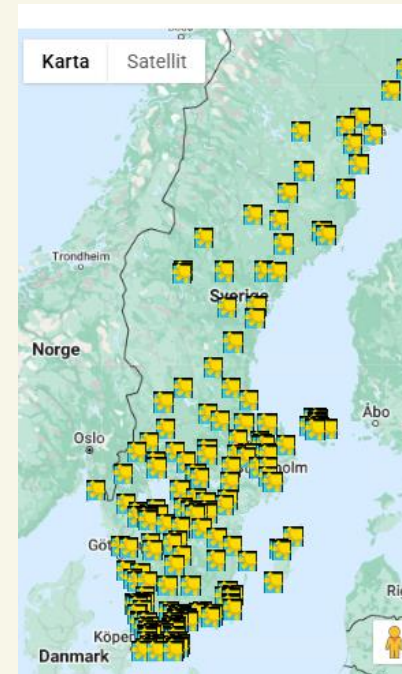 Karta Satellit
Trondheim
Sverige
Norge
Åbo
Oslo
holm
Göt
Ri
Köpe
Danmark